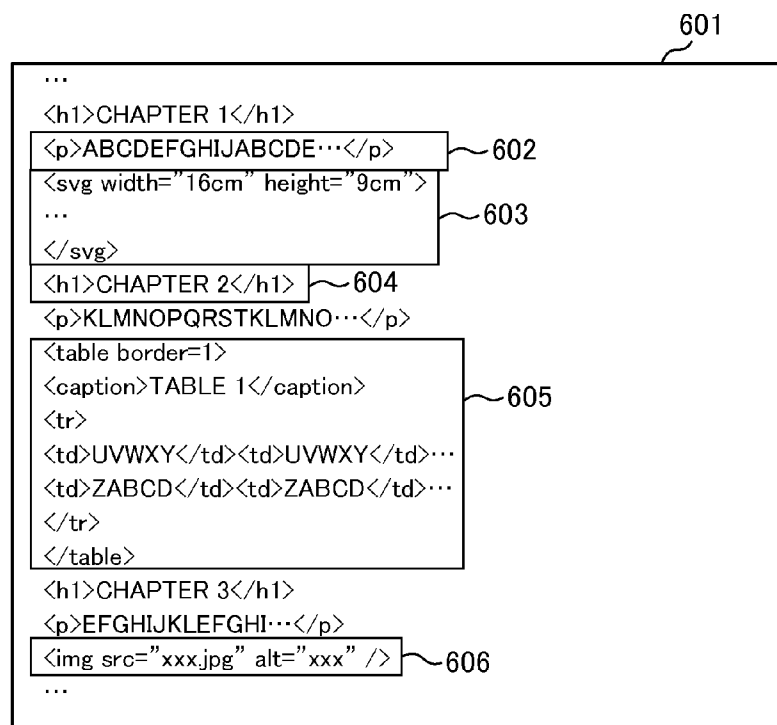 601
…
<h1>CHAPTER 1</h1>
<p>ABCDEFGHIJABCDE…</p>
602
<svg width=”16cm” height=”9cm”>
…
603
</svg>
<h1>CHAPTER 2</h1>
604
<p>KLMNOPQRSTKLMNO…</p>
<table border=1>
<caption>TABLE 1</caption>
605
<tr>
<td>UVWXY</td><td>UVWXY</td>…
<td>ZABCD</td><td>ZABCD</td>…
</tr>
</table>
<h1>CHAPTER 3</h1>
<p>EFGHIJKLEFGHI…</p>
<img src=”xxx.jpg” alt=”xxx” />
606
…